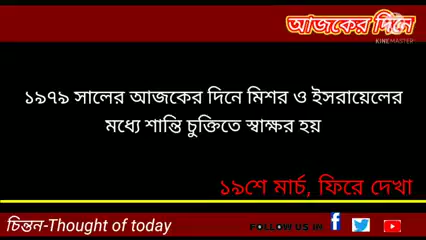 আজকের দিনে
KINEMASTER
১৯৭৯ সালের আজকের দিনে মিশর ও ইসরায়েলের
মধ্যে শান্তি চুক্তিতে স্বাক্ষর হয়
১৯শে মার্চ, ফিরে দেখা
চিন্তন-Thought of today
FOLLOW US IN